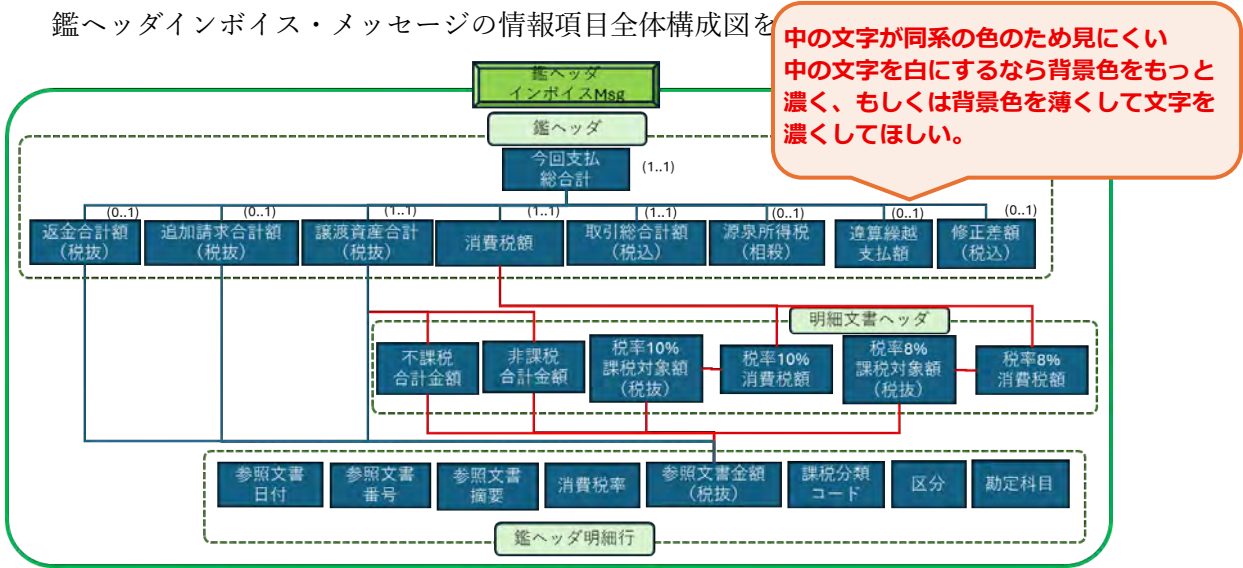 鑑ヘッダインボイス・メッセージの情報項目全体構成図を
中の文字が同系の色のため見にくい
中の文字を白にするなら背景色をもっと
濃く、もしくは背景色を薄くして文字を
濃くしてほしい。
鑑ヘッダ
インボイスMsg
鑑ヘッダ
今回支払
総合計
(1..1)
(0..1)
(0..1)
(1..1)
(1..1)
(1..1)
(0..1)
(0..1)
(0..1)
返金合計額
(税抜)
追加請求合計額
(税抜)
譲渡資産合計
(税抜)
消費税額
取引総合計額
(税込)
源泉所得税
(相殺)
違算繰越
支払額
修正差額
(税込)
明細文書ヘッダ
不課税
合計金額
非課税
合計金額
税率10%
課税対象額
(税抜)
税率10%
消費税額
税率8%
課税対象額
(税抜)
税率8%
消費税額
参照文書
日付
参照文書
番号
参照文書
摘要
消費税率
参照文書金額
(税抜)
課税分類
コード
区分
勘定科目
鑑ヘッダ明細行